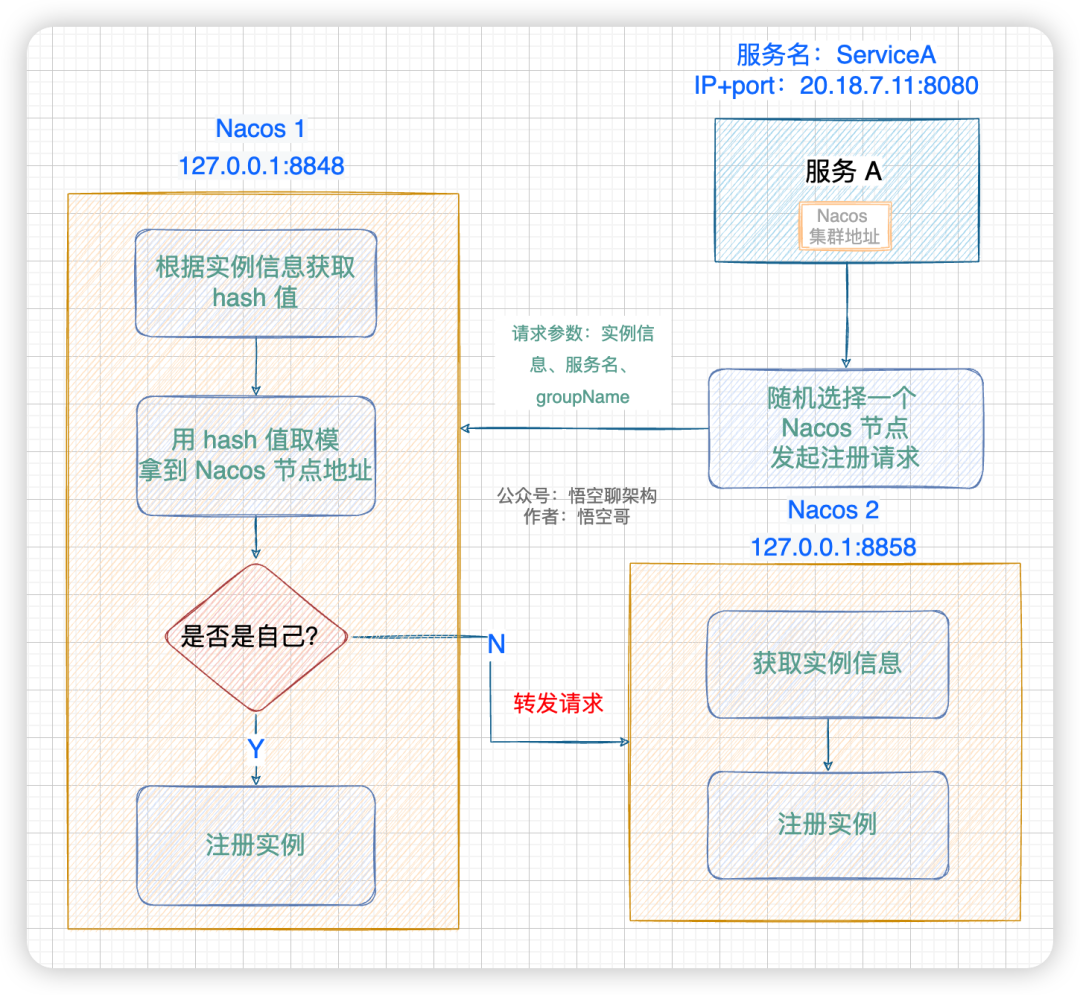 服务名：ServiceA
IP+port：20.18.7.11:8080
服务 A
Nacos
集群地址
随机选择一个
Nacos 节点
发起注册请求
请求参数：实例信
息、服务名、
groupName
Nacos 1
127.0.0.1:8848
根据实例信息获取
hash 值
用 hash 值取模
拿到 Nacos 节点地址
是否是自己？
Y
注册实例
N
转发请求
公众号：悟空聊架构
作者：悟空哥
Nacos 2
127.0.0.1:8858
获取实例信息
注册实例